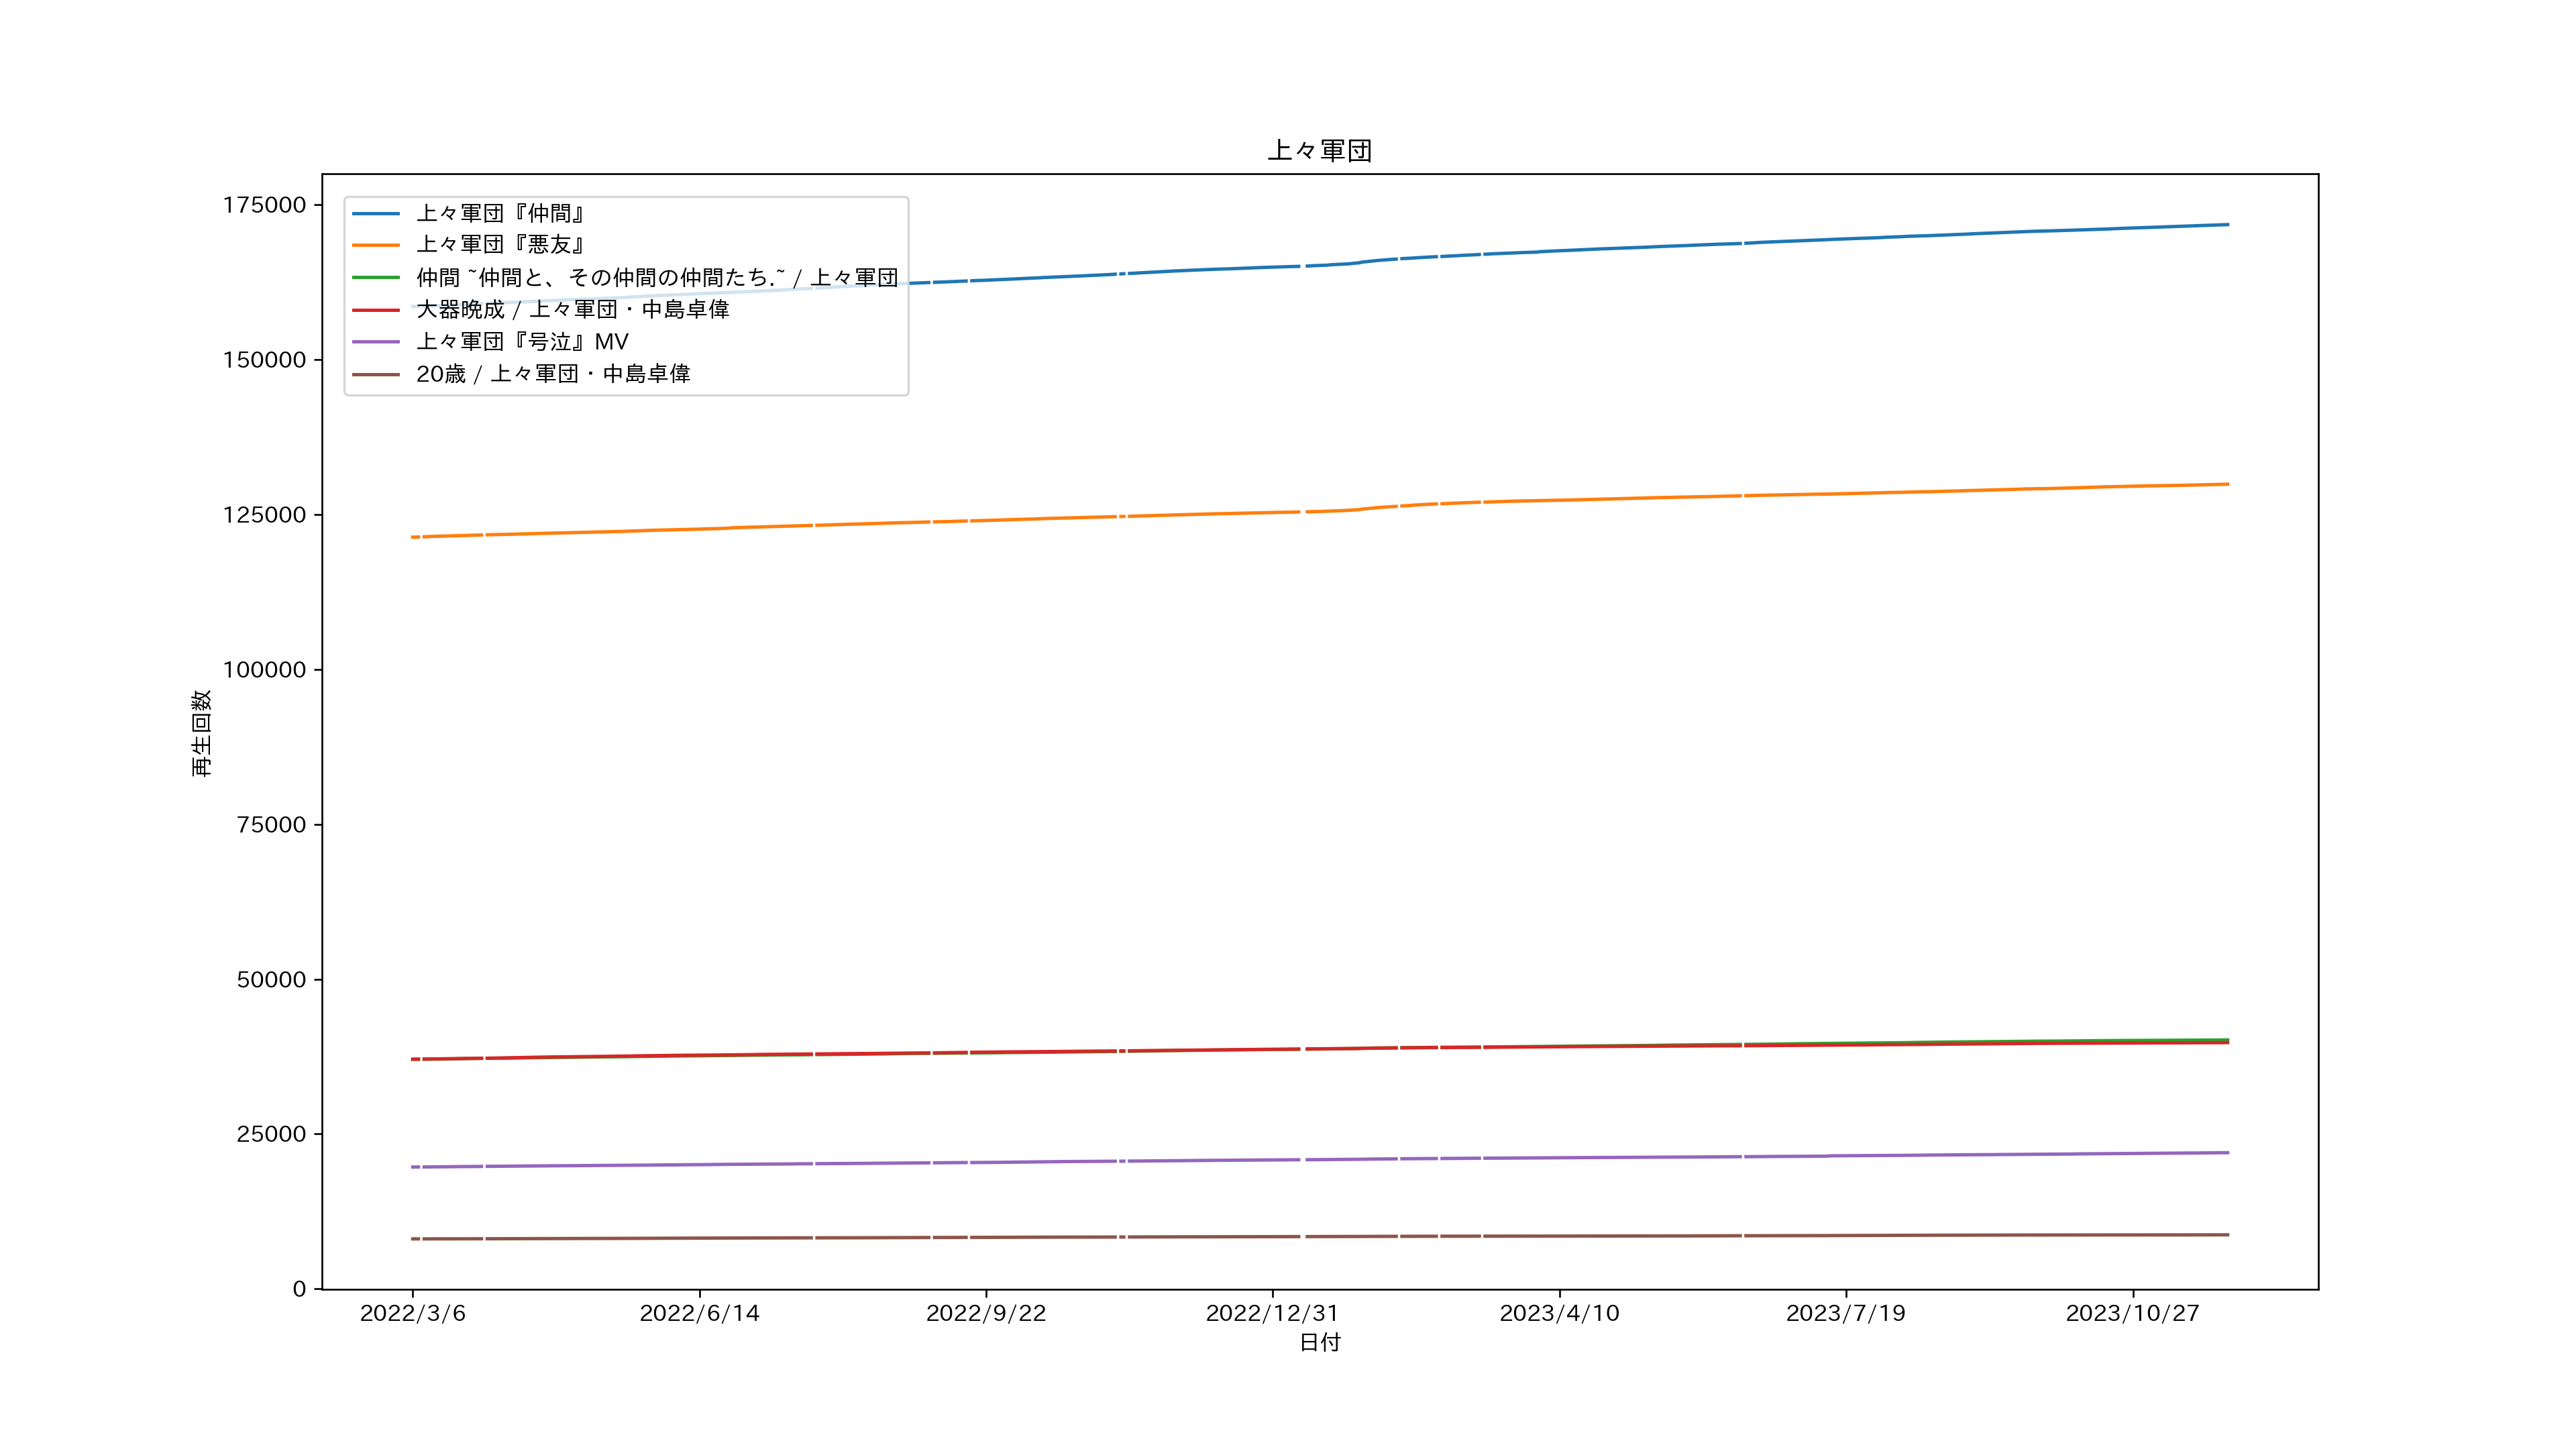 上々軍団
175000
150000
125000
100000
75000
50000
25000
0
再生回数
上々軍団『仲間』
上々軍団『悪友』
仲間 ~仲間と、その仲間の仲間たち.~ / 上々軍団
大器晩成 / 上々軍団・中島卓偉
上々軍団『号泣』MV
20歳 / 上々軍団・中島卓偉
2022/3/6
2022/6/14
2022/9/22
2022/12/31
2023/4/10
2023/7/19
2023/10/27
日付